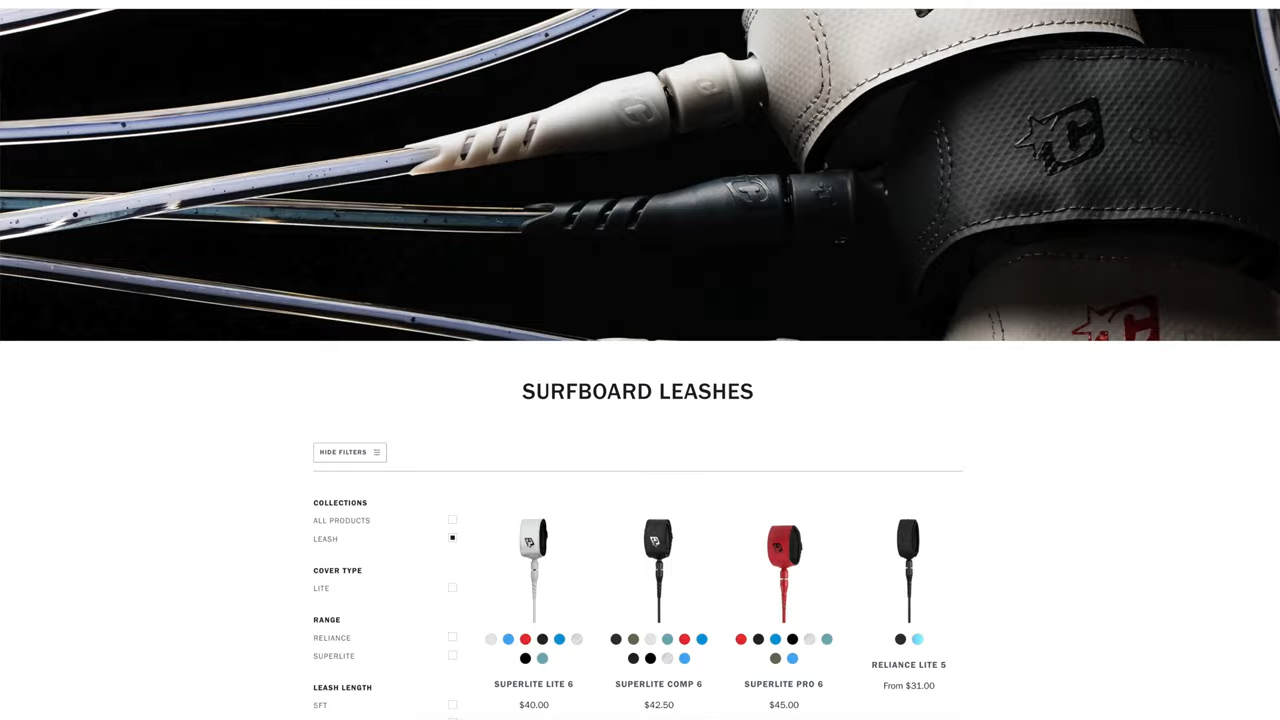 SURFBOARD LEASHES
HIDE FILTERS
COLLECTIONS
ALL PRODUCTS
LEASH
COVER TYPE
LITE
RANGE
RELIANCE
SUPERLITE
LEASH LENGTH
5FT
SUPERLITE LITE 6
$40.00
SUPERLITE COMP 6
$42.50
SUPERLITE PRO 6
$45.00
RELIANCE LITE 5
From $31.00